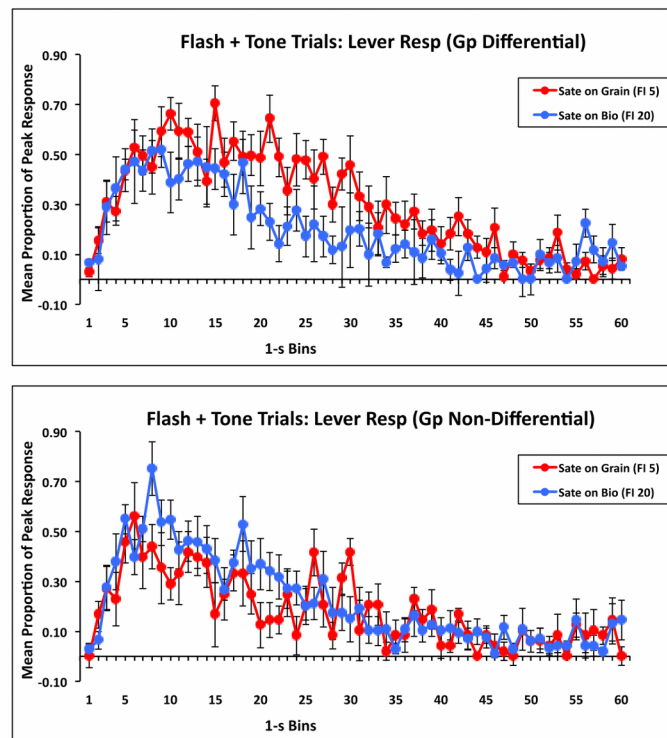 Flash + Tone Trials: Lever Resp (Gp Differential)
Mean Proportion of Peak Response
0.90
0.70
0.50
0.30
0.10
-0.10
Sate on Grain (FI 5)
Sate on Bio (FI 20)
1 5 10 15 20 25 30 35 40 45 50 55 60
1-s Bins
Flash + Tone Trials: Lever Resp (Gp Non-Differential)
Mean Proportion of Peak Response
0.90
0.70
0.50
0.30
0.10
-0.10
Sate on Grain (FI 5)
Sate on Bio (FI 20)
1 5 10 15 20 25 30 35 40 45 50 55 60
1-s Bins